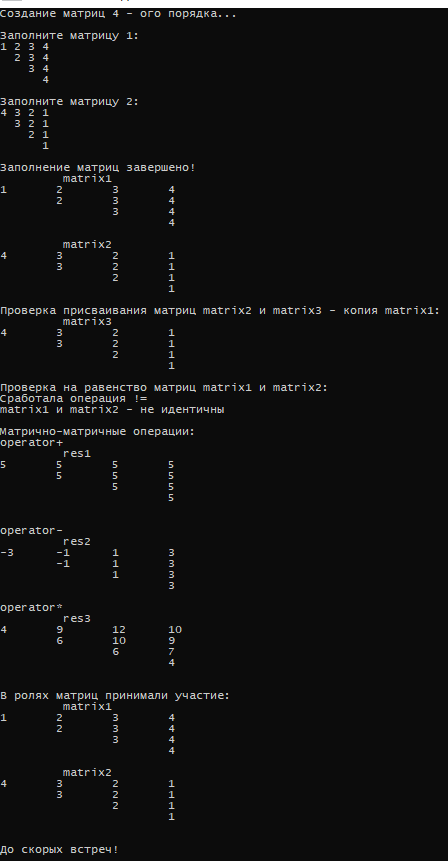 Создание матриц 4 - ого порядка...
Заполните матрицу 1:
1 2 3 4
2 3 4
3 4
4
Заполните матрицу 2:
4 3 2 1
3 2 1
2 1
1
Заполнение матриц завершено!
matrix1
1 2 3 4
2 3 4
3 4
4
matrix2
4 3 2 1
3 2 1
2 1
1
Проверка присваивания матриц matrix2 и matrix3 - копия matrix1:
matrix3
4 3 2 1
3 2 1
2 1
1
Проверка на равенство матриц matrix1 и matrix2:
Сработала операция !=
matrix1 и matrix2 - не идентичны
Матрично-матричные операции:
operator+
res1
5 5 5 5
5 5 5
5 5
5
operator-
res2
-3 -1 1 3
-1 1 3
1 3
3
operator*
res3
4 9 12 10
6 10 9
6 7
4
В ролях матриц принимали участие:
matrix1
1 2 3 4
2 3 4
3 4
4
matrix2
4 3 2 1
3 2 1
2 1
1
До скорых встреч!